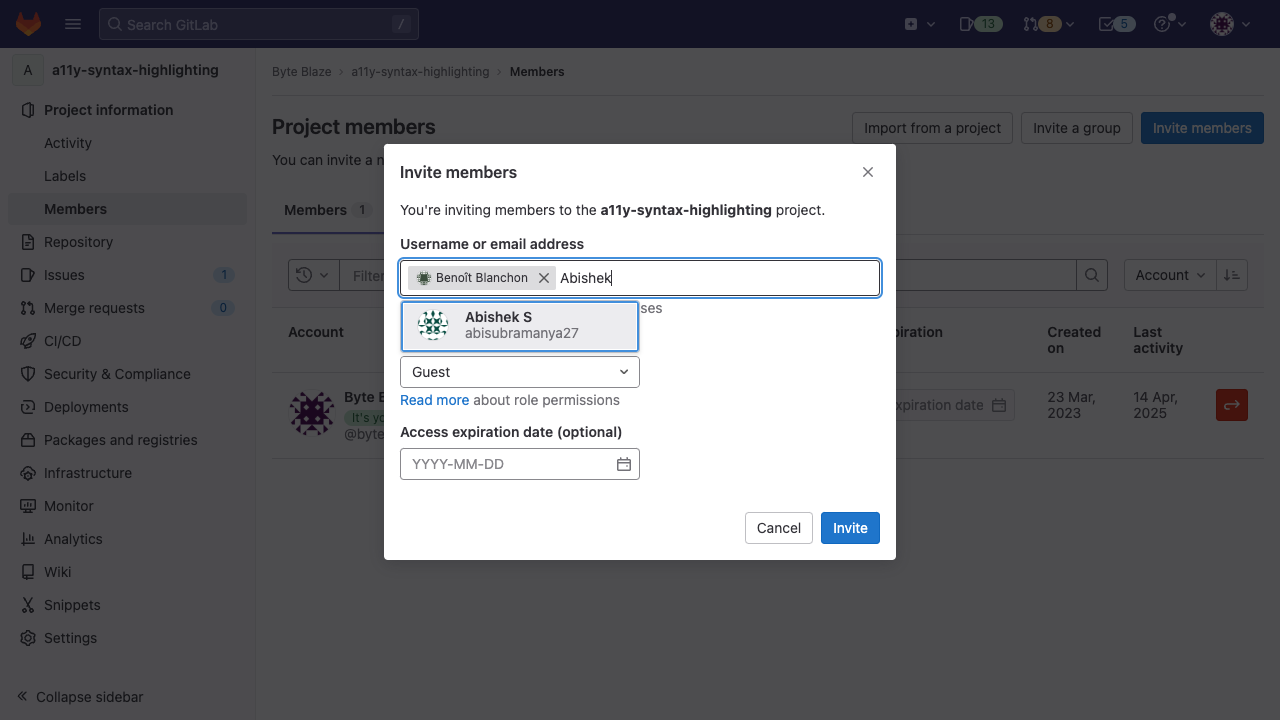 Search GitLab
/
13
8
5
A
a11y-syntax-highlighting
Project information
Activity
Labels
Members
Repository
Issues
1
Merge requests
0
CI/CD
Security & Compliance
Deployments
Packages and registries
Infrastructure
Monitor
Analytics
Wiki
Snippets
Settings
Collapse sidebar
Byte Blaze
a11y-syntax-highlighting
Members
Project members
Import from a project
Invite a group
Invite members
You can invite a
Members 1
Filter
Account
Account
Created on
Last activity
Byte
@byte
xpiration date
23 Mar, 2023
14 Apr, 2025
Invite members
You're inviting members to the a11y-syntax-highlighting project.
Username or email address
Benoît Blanchon
Abishek
ses
Abishek S
abisubramanya27
Guest
Read more about role permissions
Access expiration date (optional)
YYYY-MM-DD
Cancel
Invite